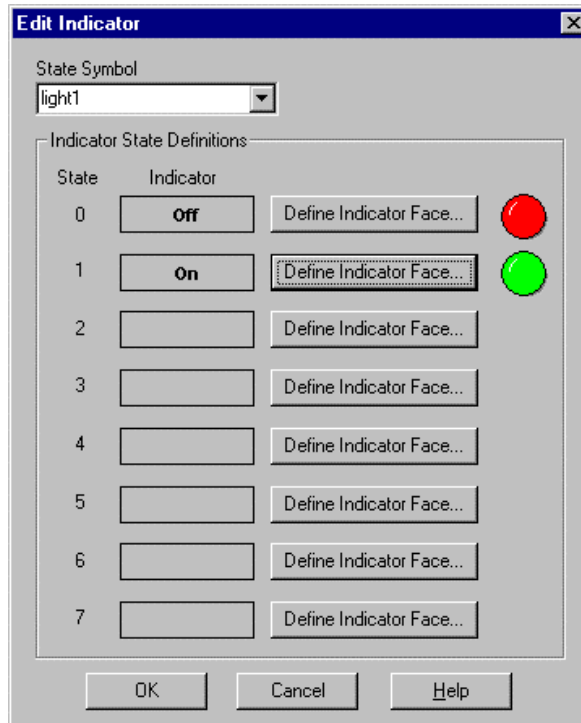 Edit Indicator
State Symbol
light1
Indicator State Definitions
State Indicator
0 Off Define Indicator Face...
1 On Define Indicator Face...
2 Define Indicator Face...
3 Define Indicator Face...
4 Define Indicator Face...
5 Define Indicator Face...
6 Define Indicator Face...
7 Define Indicator Face...
OK Cancel Help